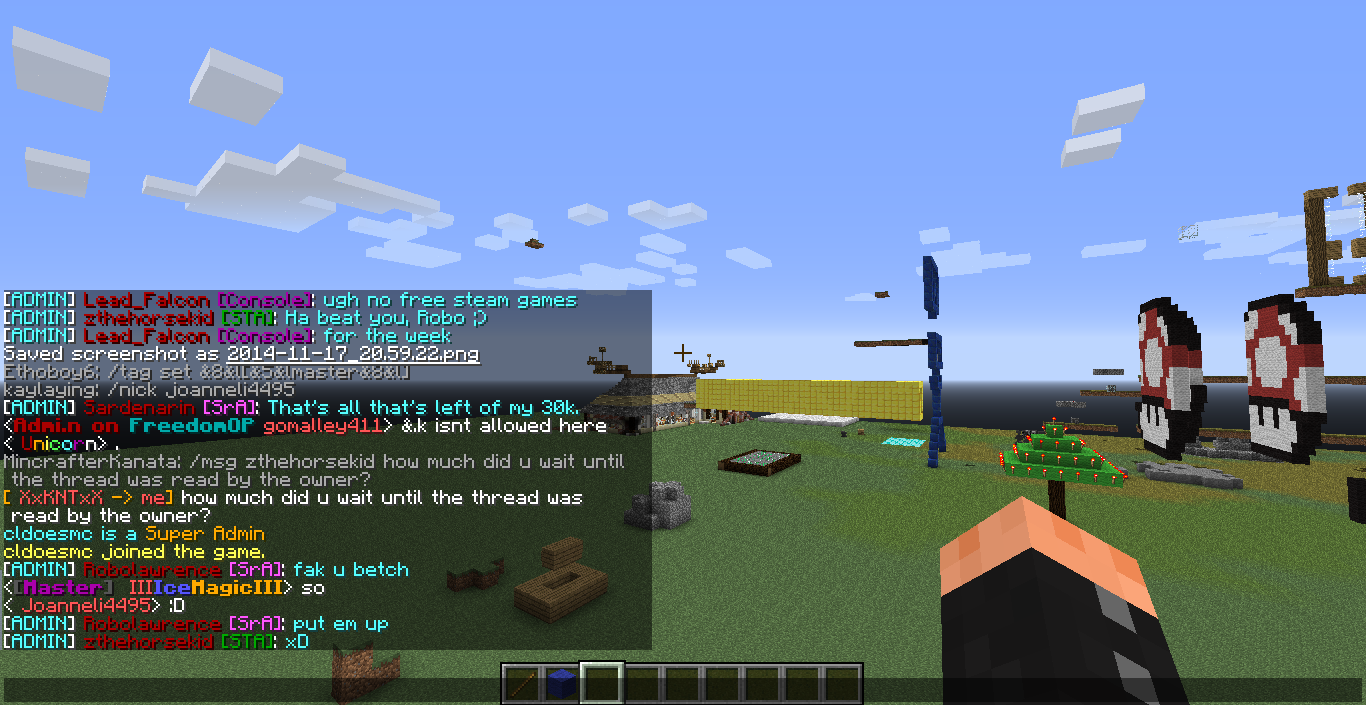 [ADMIN] Lead_Falcon [Console]: ugh no free steam games
[ADMIN] zthehorsekid [STA]: Ha beat you, Robo ;)
[ADMIN] Lead_Falcon [Console]: for the week
Saved screenshot as 2014-11-17_20.59.22.png
Ethoboy6: /tag set &8&l[&5&lmaster&8&l]
kaylaying: /nick joanneli4495
[ADMIN] Sardenarin [SrA]: That's all that's left of my 30k.
<Admi.n on FreedomOP gomalley411> &.k isnt allowed here
< Unicorn> .
MincrafterKanata: /msg zthehorsekid how much did u wait until
the thread was read by the owner?
[ XxKNTxX -> me] how much did u wait until the thread was
read by the owner?
cldoesmc is a Super Admin
cldoesmc joined the game.
[ADMIN] Robolawrence [SrA]: fak u betch
<[Master] IIIIceMagicIII> so
< Joanneli4495> :D
[ADMIN] Robolawrence [SrA]: put em up
[ADMIN] zthehorsekid [STA]: xD